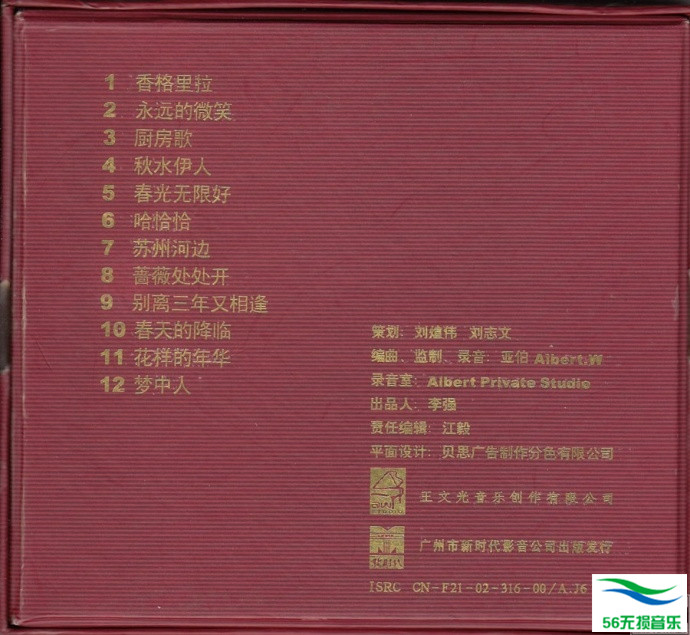 1 香格里拉
2 永远的微笑
3 厨房歌
4 秋水伊人
5 春光无限好
6 哈恰恰
7 苏州河边
8 蔷薇处处开
9 别离三年又相逢
10 春天的降临
11 花样的年华
12 梦中人
策划：刘嬗伟 刘志文
编曲、监制、录音：亚伯 Albert.W
录音室：Albert Private Studio
出品人：李强
责任编辑：江毅
平面设计：贝思广告制作分色有限公司
王文光音乐创作有限公司
广州市新时代影音公司出版发行
ISRC CN-F21-02-316-00/A.J6
56无损音乐